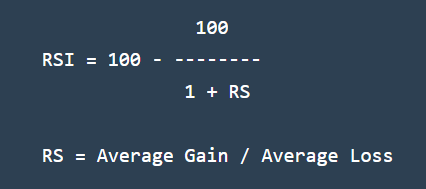 100
RSI = 100 - --------
1 + RS
RS = Average Gain / Average Loss